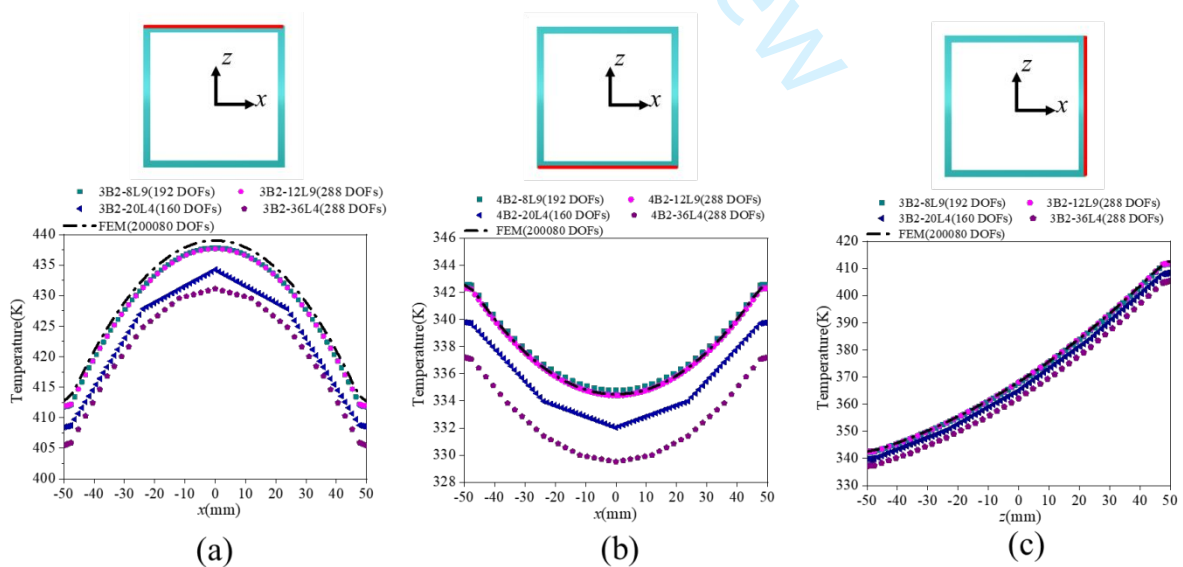 ew
z
x
z
x
z
x
3B2-8L9(192 DOFs) 3B2-12L9(288 DOFs)
3B2-20L4(160 DOFs) 3B2-36L4(288 DOFs)
FEM(200080 DOFs)
440
435
430
425
420
415
410
405
400
Temperature(K)
-50 -40 -30 -20 -10 0 10 20 30 40 50
x(mm)
(a)
4B2-8L9(192 DOFs) 4B2-12L9(288 DOFs)
4B2-20L4(160 DOFs) 4B2-36L4(288 DOFs)
FEM(200080 DOFs)
346
344
342
340
338
336
334
332
330
328
Temperature(K)
-50 -40 -30 -20 -10 0 10 20 30 40 50
x(mm)
(b)
3B2-8L9(192 DOFs) 3B2-12L9(288 DOFs)
3B2-20L4(160 DOFs) 3B2-36L4(288 DOFs)
FEM(200080 DOFs)
420
410
400
390
380
370
360
350
340
330
Temperature(K)
-50 -40 -30 -20 -10 0 10 20 30 40 50
z(mm)
(c)